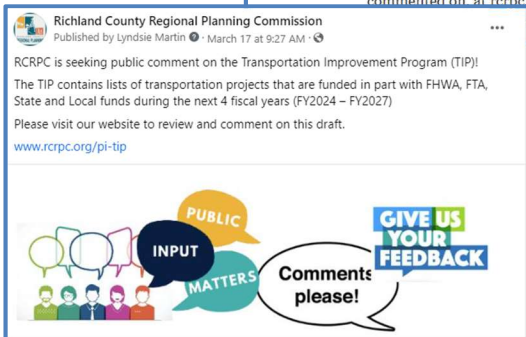 commented on, at rcrpc
Richland County Regional Planning Commission
Published by Lyndsie Martin · March 17 at 9:27 AM ·
RCRPC is seeking public comment on the Transportation Improvement Program (TIP)!
The TIP contains lists of transportation projects that are funded in part with FHWA, FTA,
State and Local funds during the next 4 fiscal years (FY2024 – FY2027)
Please visit our website to review and comment on this draft.
www.rcrpc.org/pi-tip
PUBLIC
INPUT
MATTERS
Comments
please!
GIVE US
YOUR
FEEDBACK